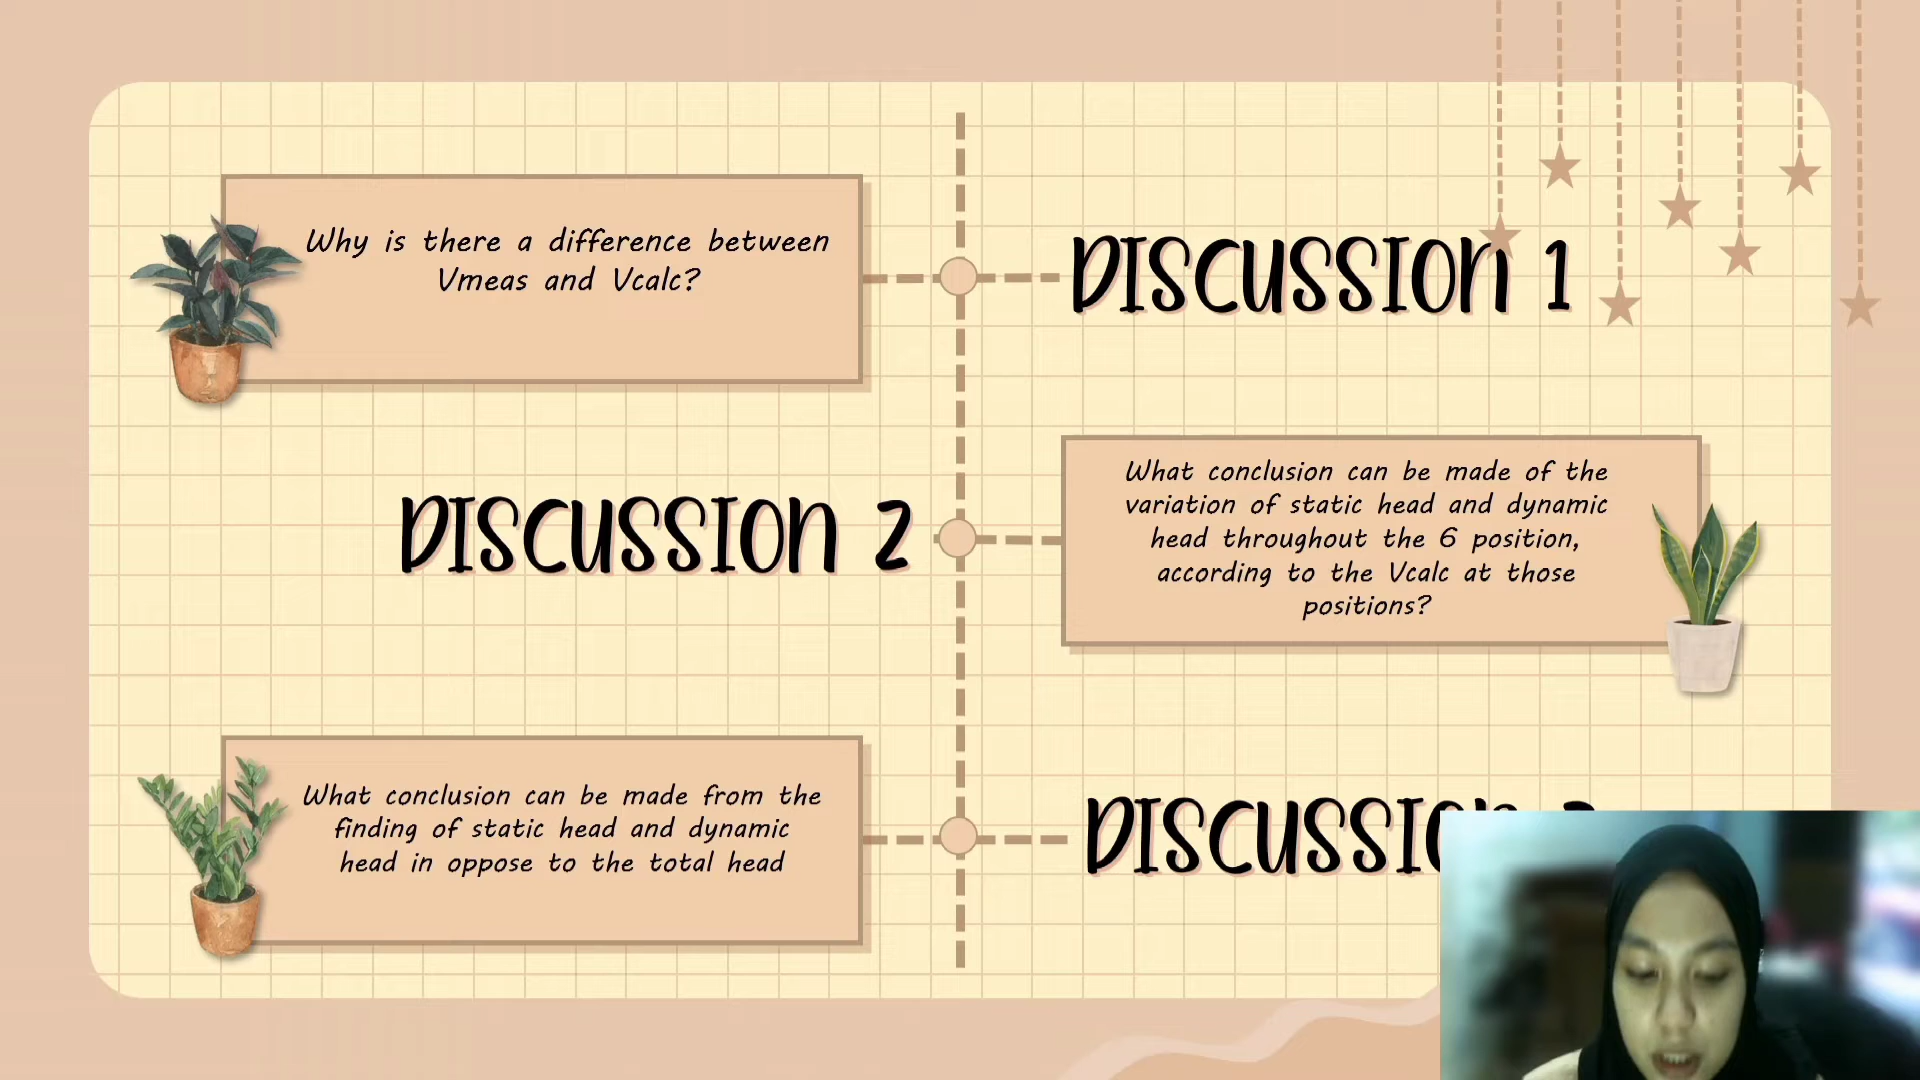 Why is there a difference between
Vmeas and Vcalc?
DISCUSSION 1
DISCUSSION 2
What conclusion can be made of the
variation of static head and dynamic
head throughout the 6 position,
according to the Vcalc at those
positions?
What conclusion can be made from the
finding of static head and dynamic
head in oppose to the total head